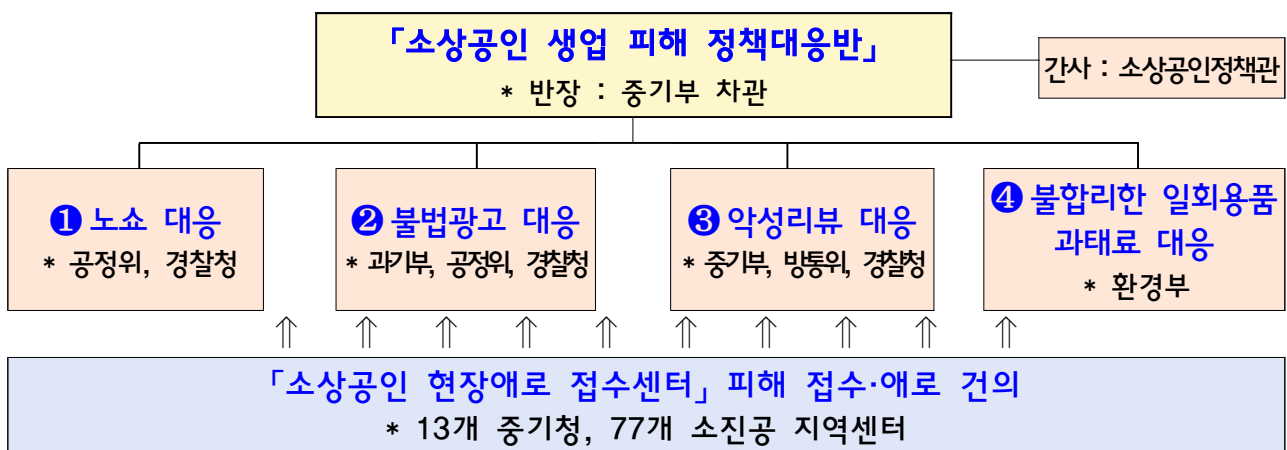 「소상공인 생업 피해 정책대응반」
* 반장 : 중기부 차관
간사 : 소상공인정책관
❶ 노쇼 대응
* 공정위, 경찰청
❷ 불법광고 대응
* 과기부, 공정위, 경찰청
❸ 악성리뷰 대응
* 중기부, 방통위, 경찰청
❹ 불합리한 일회용품
과태료 대응
* 환경부
⇑ ⇑ ⇑ ⇑ ⇑ ⇑ ⇑ ⇑ ⇑ ⇑
「소상공인 현장애로 접수센터」 피해 접수·애로 건의
* 13개 중기청, 77개 소진공 지역센터